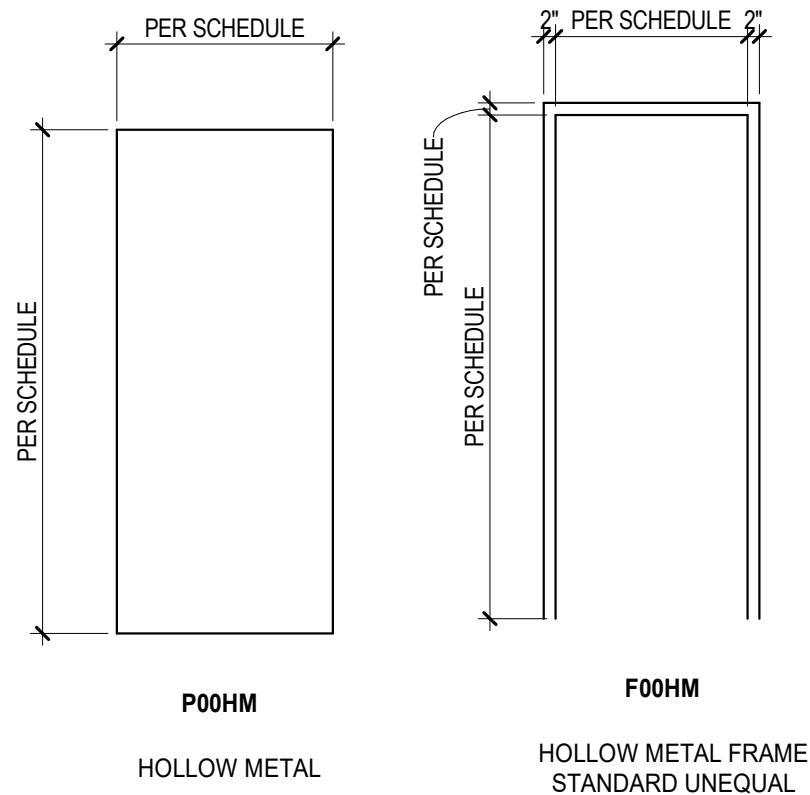 PER SCHEDULE
2" PER SCHEDULE 2"
PER SCHEDULE
PER SCHEDULE
PER SCHEDULE
P00HM
HOLLOW METAL
F00HM
HOLLOW METAL FRAME
STANDARD UNEQUAL